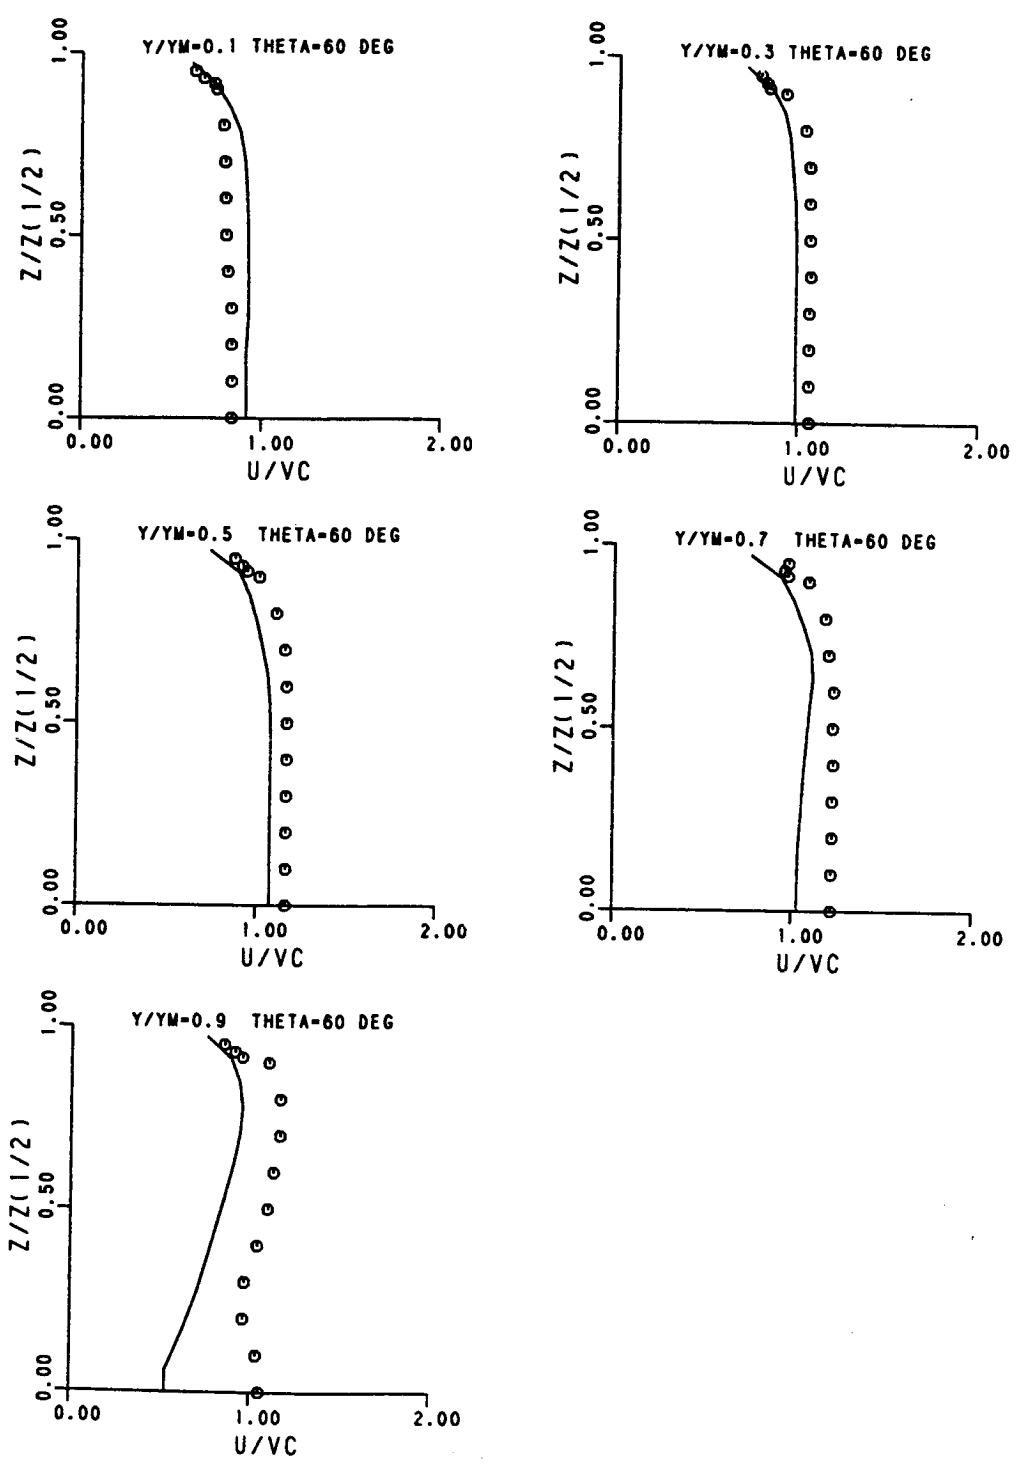 Y/YM=0.1 THETA=60 DEG
1.00
0.50
0.00
Z/Z(1/2)
0.00 1.00 2.00
U/VC
Y/YM=0.3 THETA=60 DEG
1.00
0.50
0.00
Z/Z(1/2)
0.00 1.00 2.00
U/VC
Y/YM=0.5 THETA=60 DEG
1.00
0.50
0.00
Z/Z(1/2)
0.00 1.00 2.00
U/VC
Y/YM=0.7 THETA=60 DEG
1.00
0.50
0.00
Z/Z(1/2)
0.00 1.00 2.00
U/VC
Y/YM=0.9 THETA=60 DEG
1.00
0.50
0.00
Z/Z(1/2)
0.00 1.00 2.00
U/VC